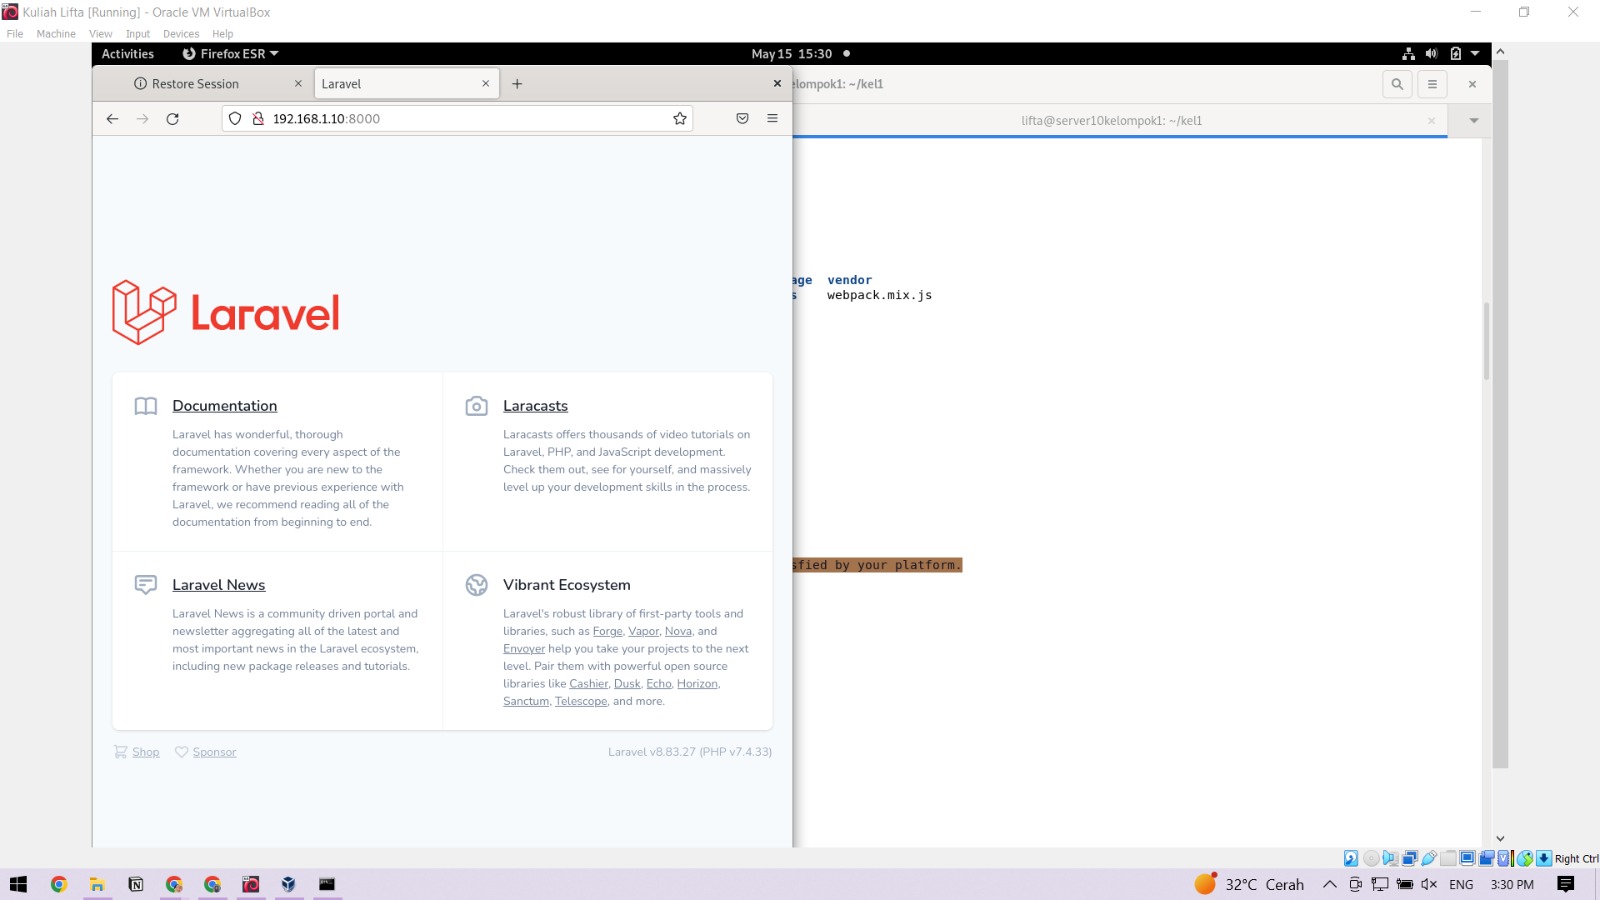 Kuliah Lifta [Running] - Oracle VM VirtualBox
File Machine View Input Devices Help
Activities Firefox ESR May 15 15:30
Restore Session Laravel
elompok1: ~/kel1
192.168.1.10:8000
lifta@server10kelompok1: ~/kel1
age vendor
s webpack.mix.js
Laravel
Documentation
Laravel has wonderful, thorough
documentation covering every aspect of the
framework. Whether you are new to the
framework or have previous experience with
Laravel, we recommend reading all of the
documentation from beginning to end.
Laracasts
Laracasts offers thousands of video tutorials on
Laravel, PHP, and JavaScript development.
Check them out, see for yourself, and massively
level up your development skills in the process.
sfied by your platform.
Laravel News
Laravel News is a community driven portal and
newsletter aggregating all of the latest and
most important news in the Laravel ecosystem,
including new package releases and tutorials.
Vibrant Ecosystem
Laravel's robust library of first-party tools and
libraries, such as Forge, Vapor, Nova, and
Envoyer help you take your projects to the next
level. Pair them with powerful open source
libraries like Cashier, Dusk, Echo, Horizon,
Sanctum, Telescope, and more.
Shop Sponsor Laravel v8.83.27 (PHP v7.4.33)
Right Ctrl
32°C Cerah ENG 3:30 PM